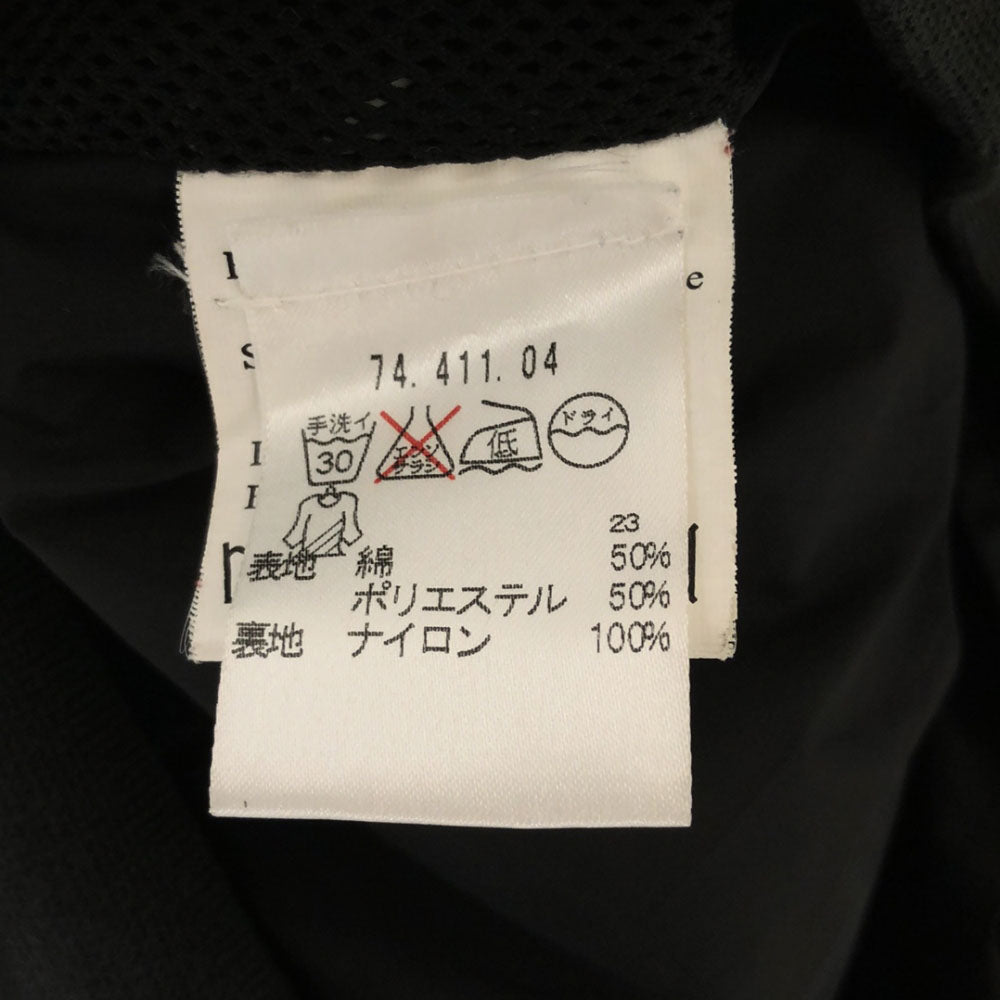 74. 411. 04
手洗イ 30 エンソ サラシ 低 ドライ
23
表地 綿 50%
ポリエステル 50%
裏地 ナイロン 100%